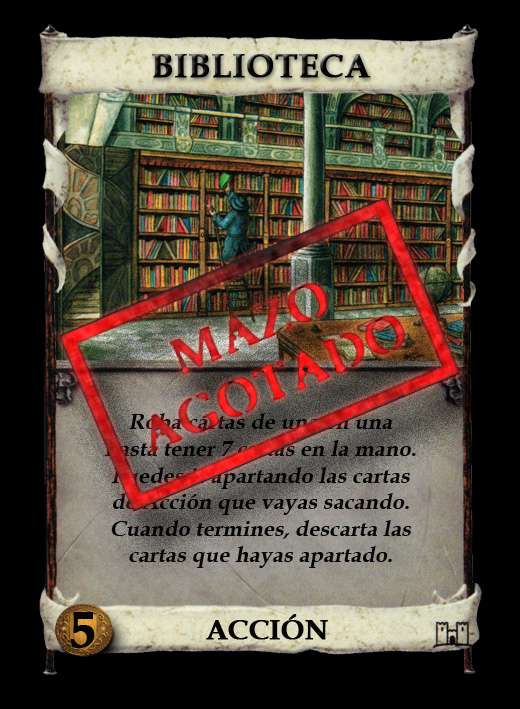 BIBLIOTECA
MAZO
AGOTADO
Roba cartas de una en una
hasta tener 7 cartas en la mano.
Puedes ir apartando las cartas
de Acción que vayas sacando.
Cuando termines, descarta las
cartas que hayas apartado.
5
ACCIÓN